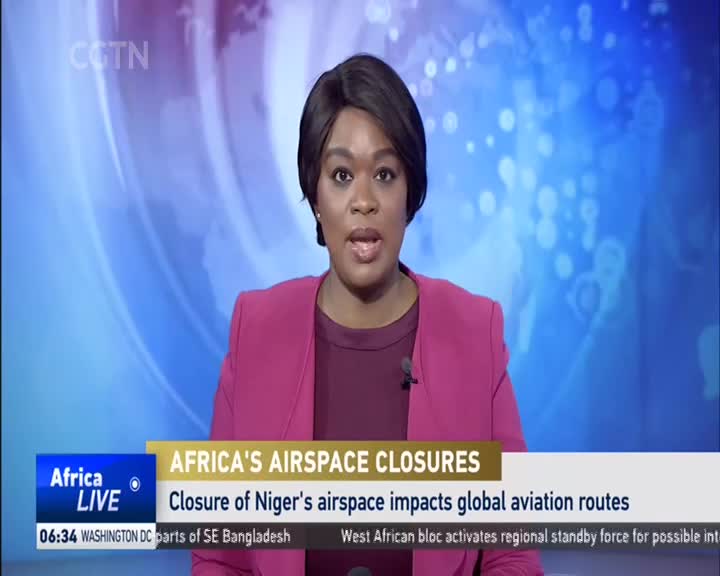 CGTN
AFRICA'S AIRSPACE CLOSURES
Africa
LIVE
Closure of Niger's airspace impacts global aviation routes
06:34 WASHINGTON DC
parts of SE Bangladesh West African bloc activates regional standby force for possible int